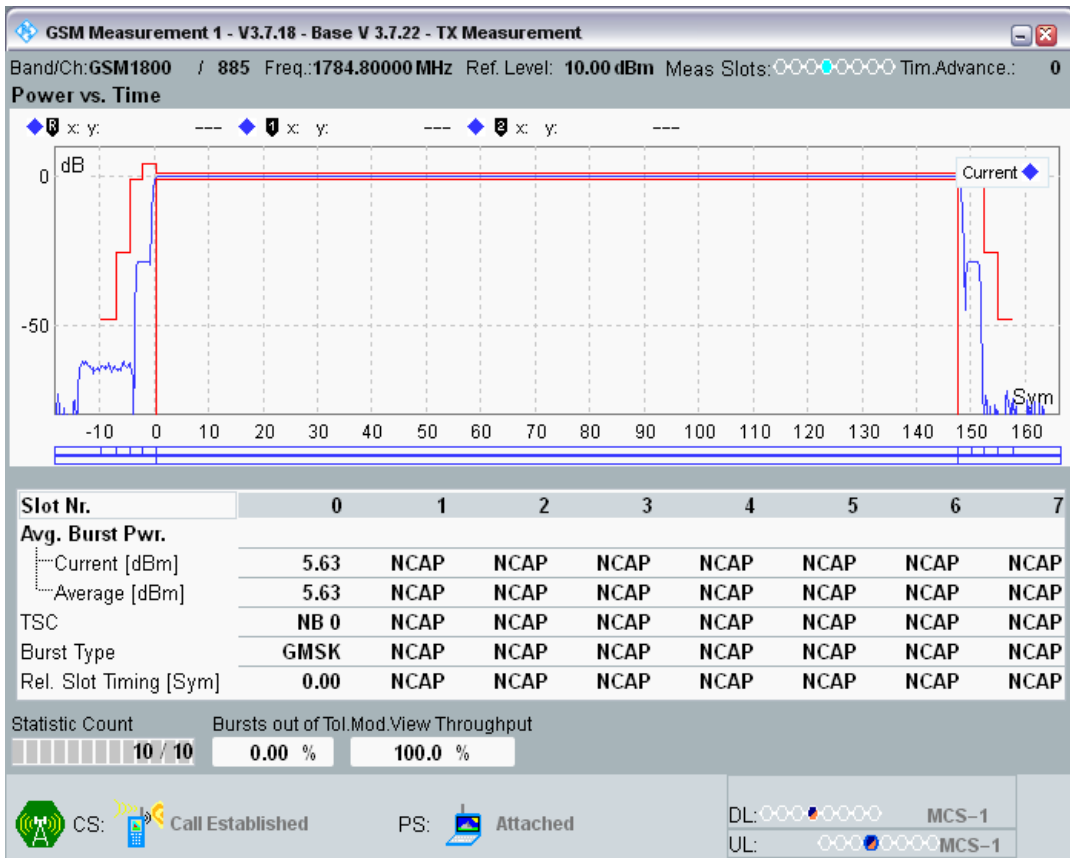 GSM Measurement 1 - V3.7.18 - Base V 3.7.22 - TX Measurement
Band/Ch:GSM1800 / 885 Freq.:1784.80000 MHz Ref. Level: 10.00 dBm Meas Slots: Tim.Advance.: 0
Power vs. Time
R x: y: --- 1 x: y: --- 2 x: y: ---
dB
Current
0
-50
Sym
-10 0 10 20 30 40 50 60 70 80 90 100 110 120 130 140 150 160
Slot Nr. 0 1 2 3 4 5 6 7
Avg. Burst Pwr.
Current [dBm] 5.63 NCAP NCAP NCAP NCAP NCAP NCAP NCAP
Average [dBm] 5.63 NCAP NCAP NCAP NCAP NCAP NCAP NCAP
TSC NB 0 NCAP NCAP NCAP NCAP NCAP NCAP NCAP
Burst Type GMSK NCAP NCAP NCAP NCAP NCAP NCAP NCAP
Rel. Slot Timing [Sym] 0.00 NCAP NCAP NCAP NCAP NCAP NCAP NCAP
Statistic Count Bursts out of Tol.Mod.View Throughput
10 / 10 0.00 % 100.0 %
CS: Call Established PS: Attached DL: MCS-1
UL: MCS-1